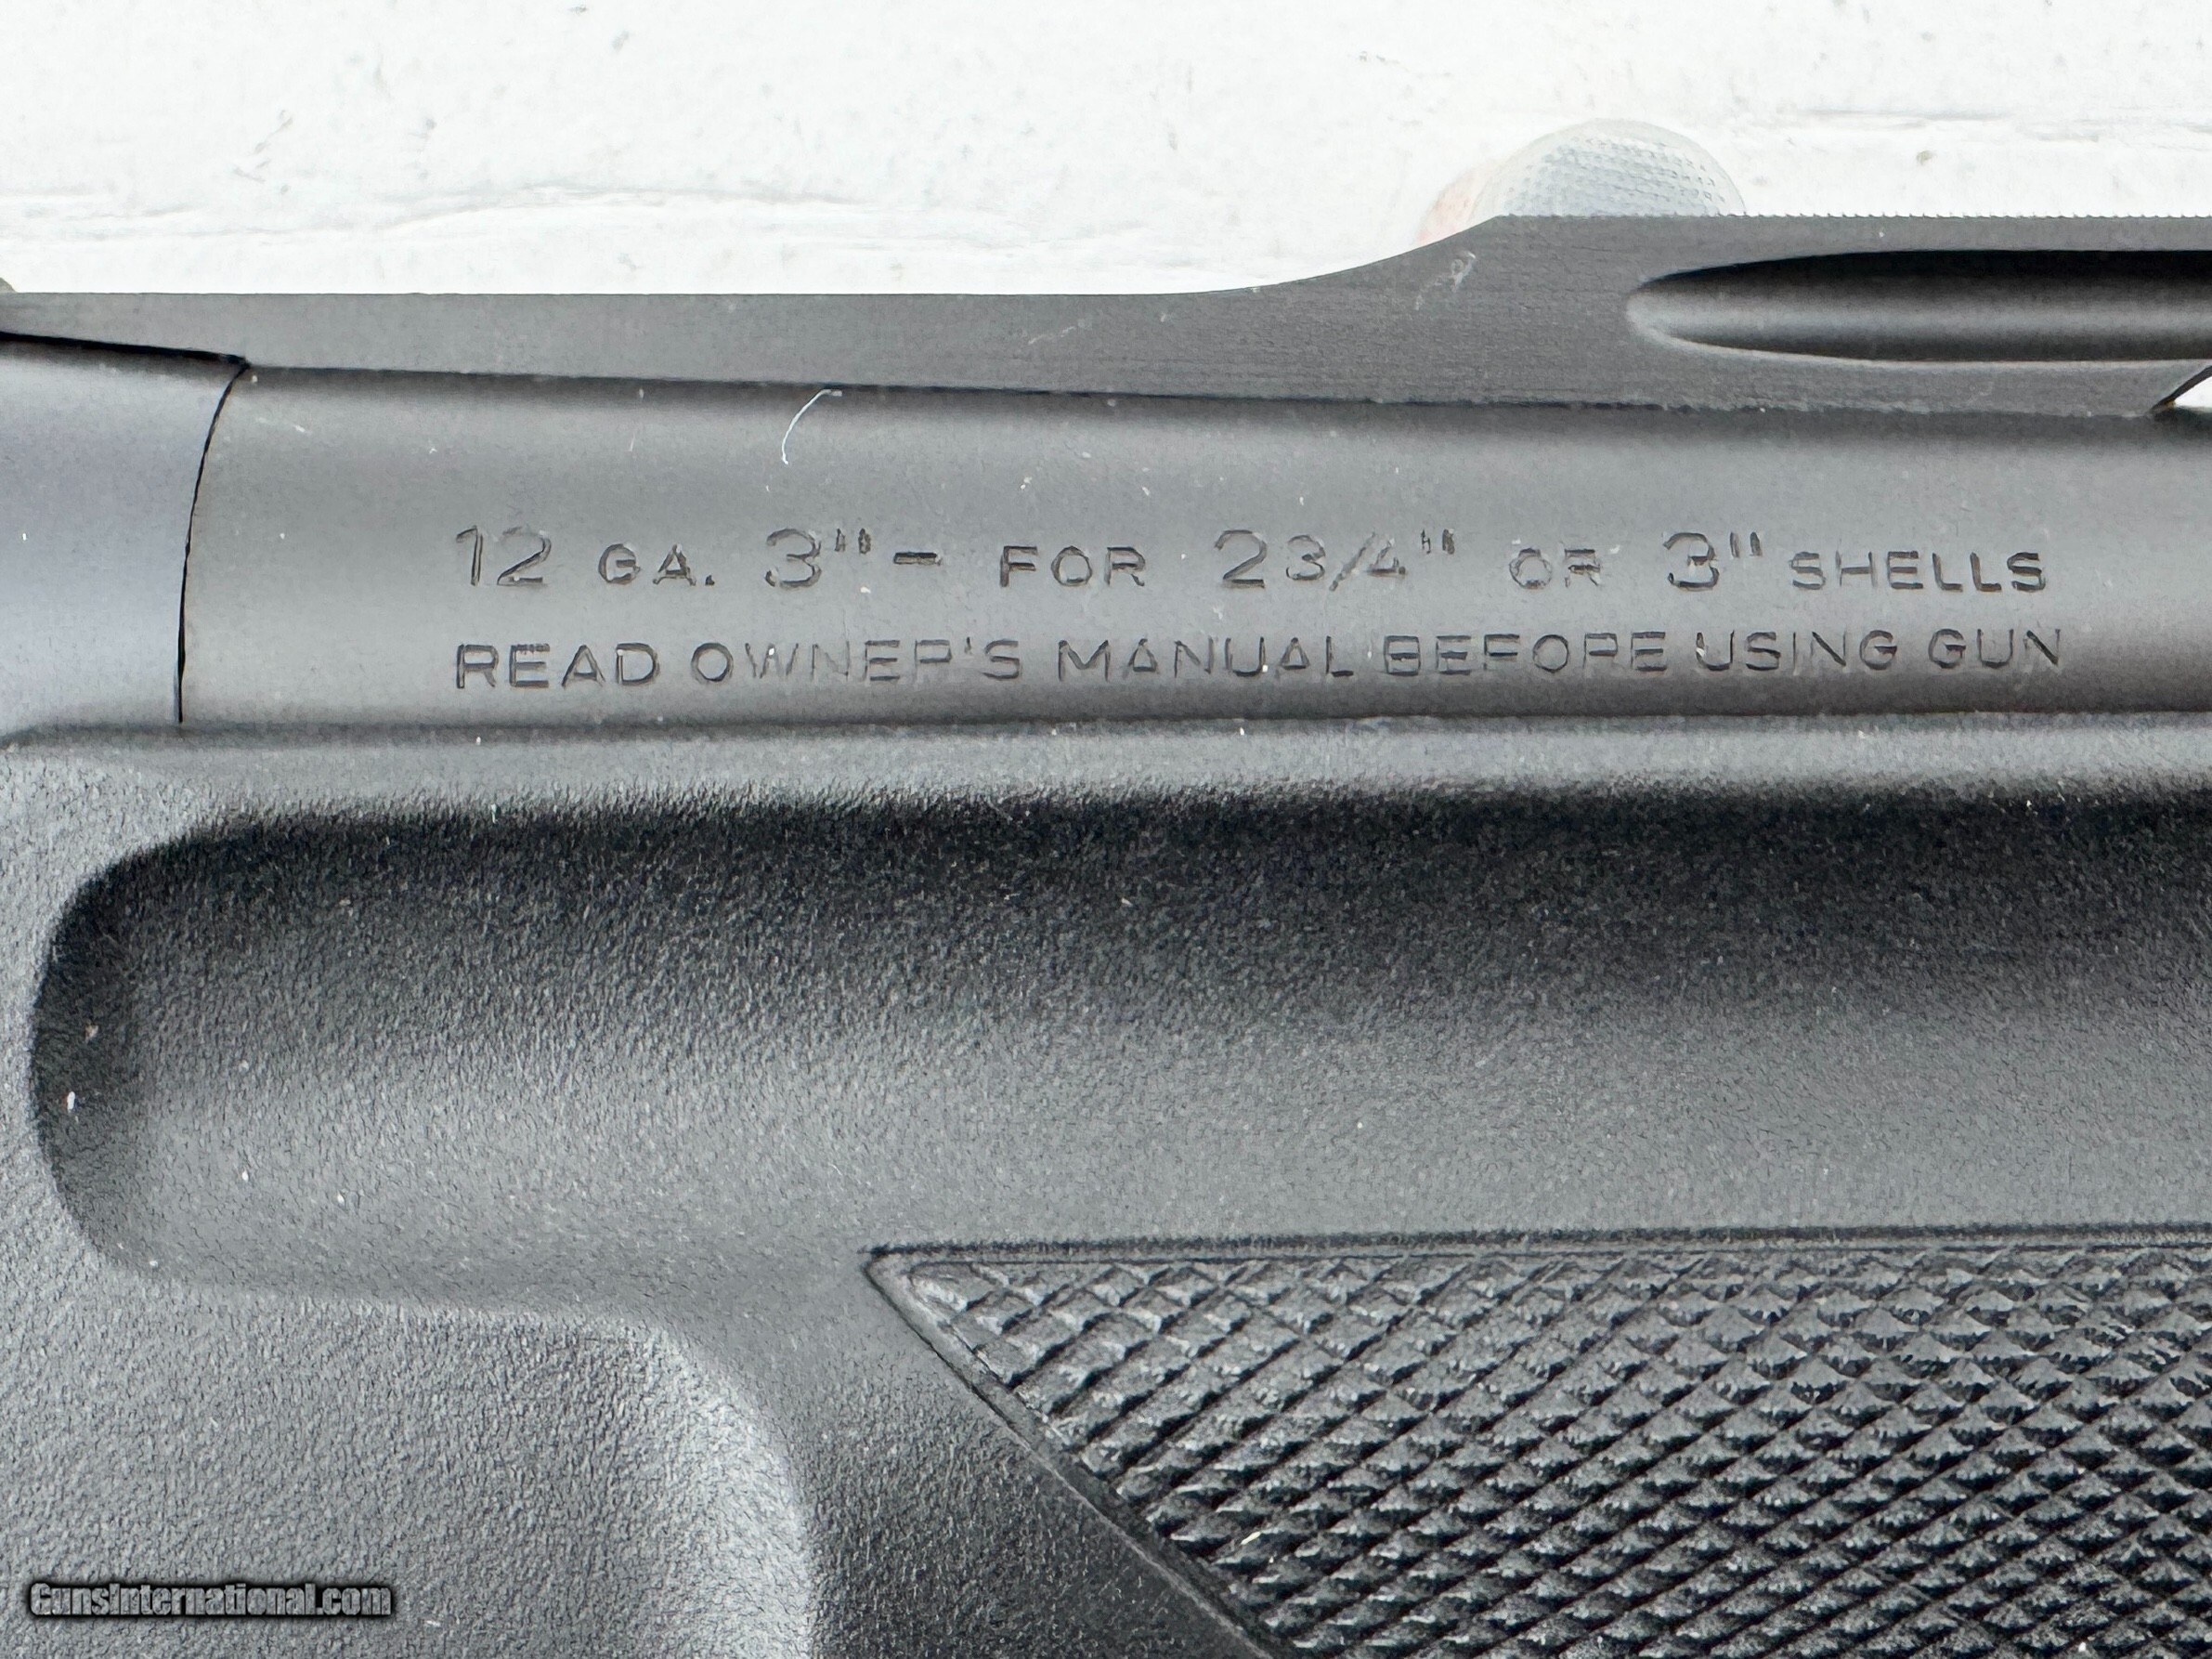 12 GA. 3"- FOR 2 3/4" OR 3" SHELLS
READ OWNER'S MANUAL BEFORE USING GUN
GunsInternational.com